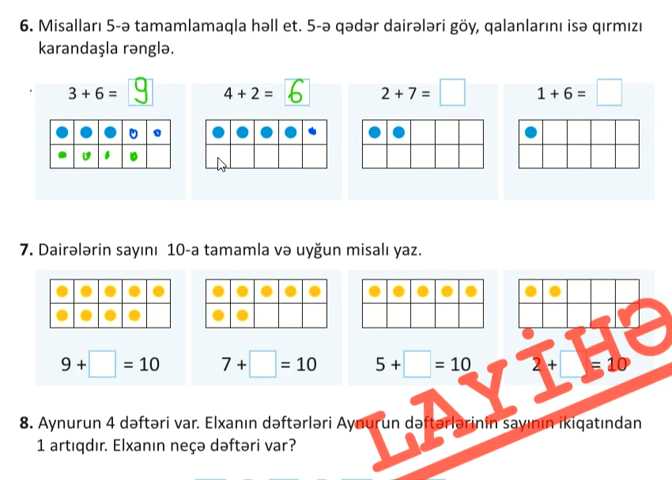 6. Misalları 5-ə tamamlamaqla həll et. 5-ə qədər dairələri göy, qalanlarını isə qırmızı
karandaşla rənglə.
3 + 6 = 9 4 + 2 = 6 2 + 7 = 1 + 6 =
7. Dairələrin sayını 10-a tamamla və uyğun misalı yaz.
9 + = 10 7 + = 10 5 + = 10 2 + = 10
LAYİHƏ
8. Aynurun 4 dəftəri var. Elxanın dəftərləri Aynurun dəftərlərinin sayının ikiqatından
1 artıqdır. Elxanın neçə dəftəri var?